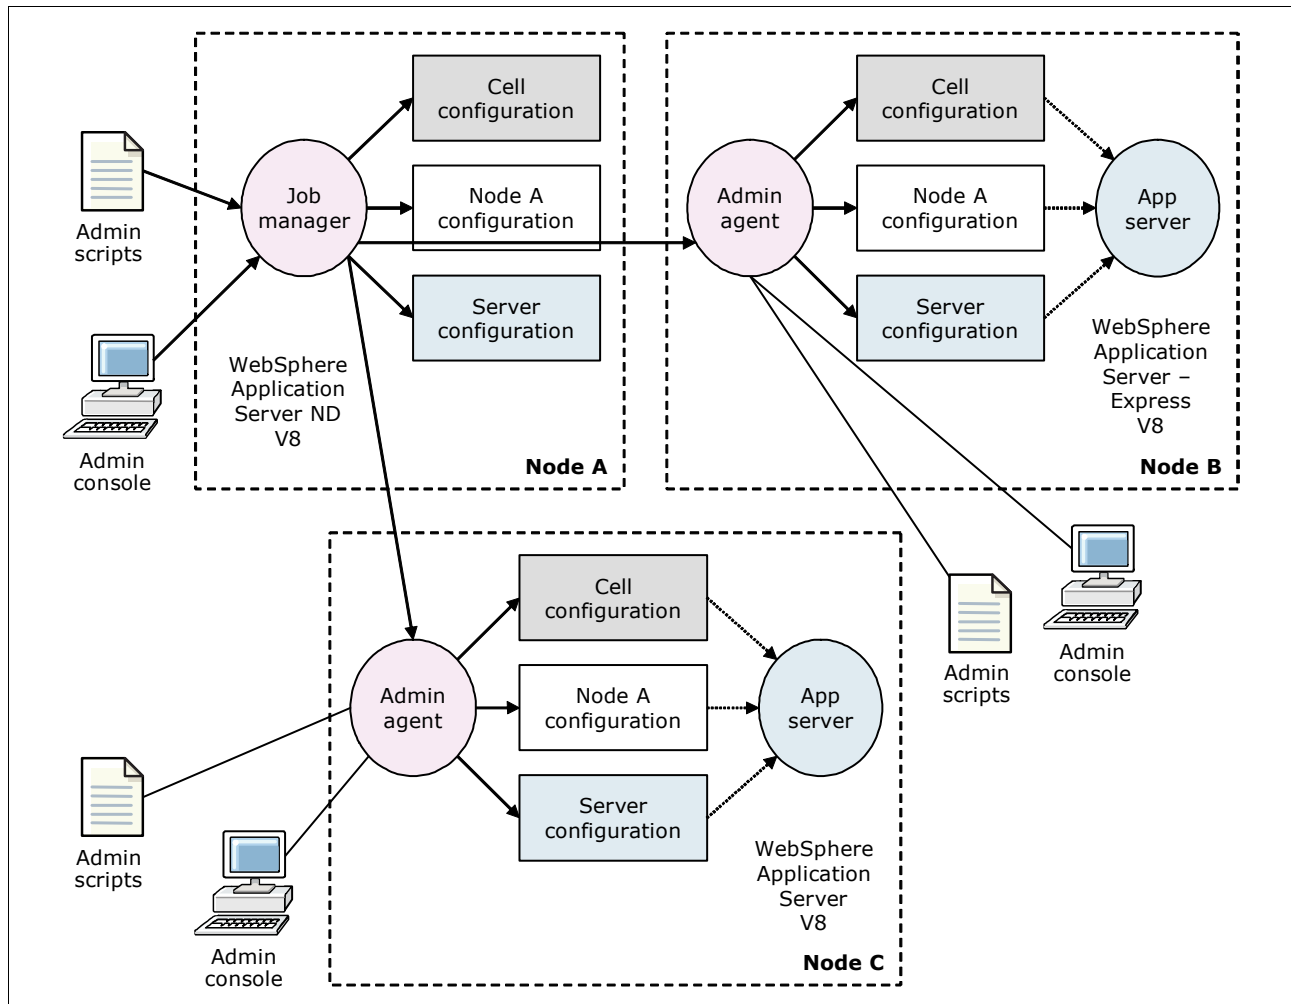 Cell
configuration
Node A
configuration
Server
configuration
Job
manager
Admin
scripts
Admin
console
WebSphere
Application
Server ND
V8
Node A
Cell
configuration
Node A
configuration
Server
configuration
Admin
agent
App
server
WebSphere
Application
Server –
Express
V8
Node B
Admin
scripts
Admin
console
Cell
configuration
Node A
configuration
Server
configuration
Admin
agent
App
server
Admin
scripts
Admin
console
WebSphere
Application
Server
V8
Node C